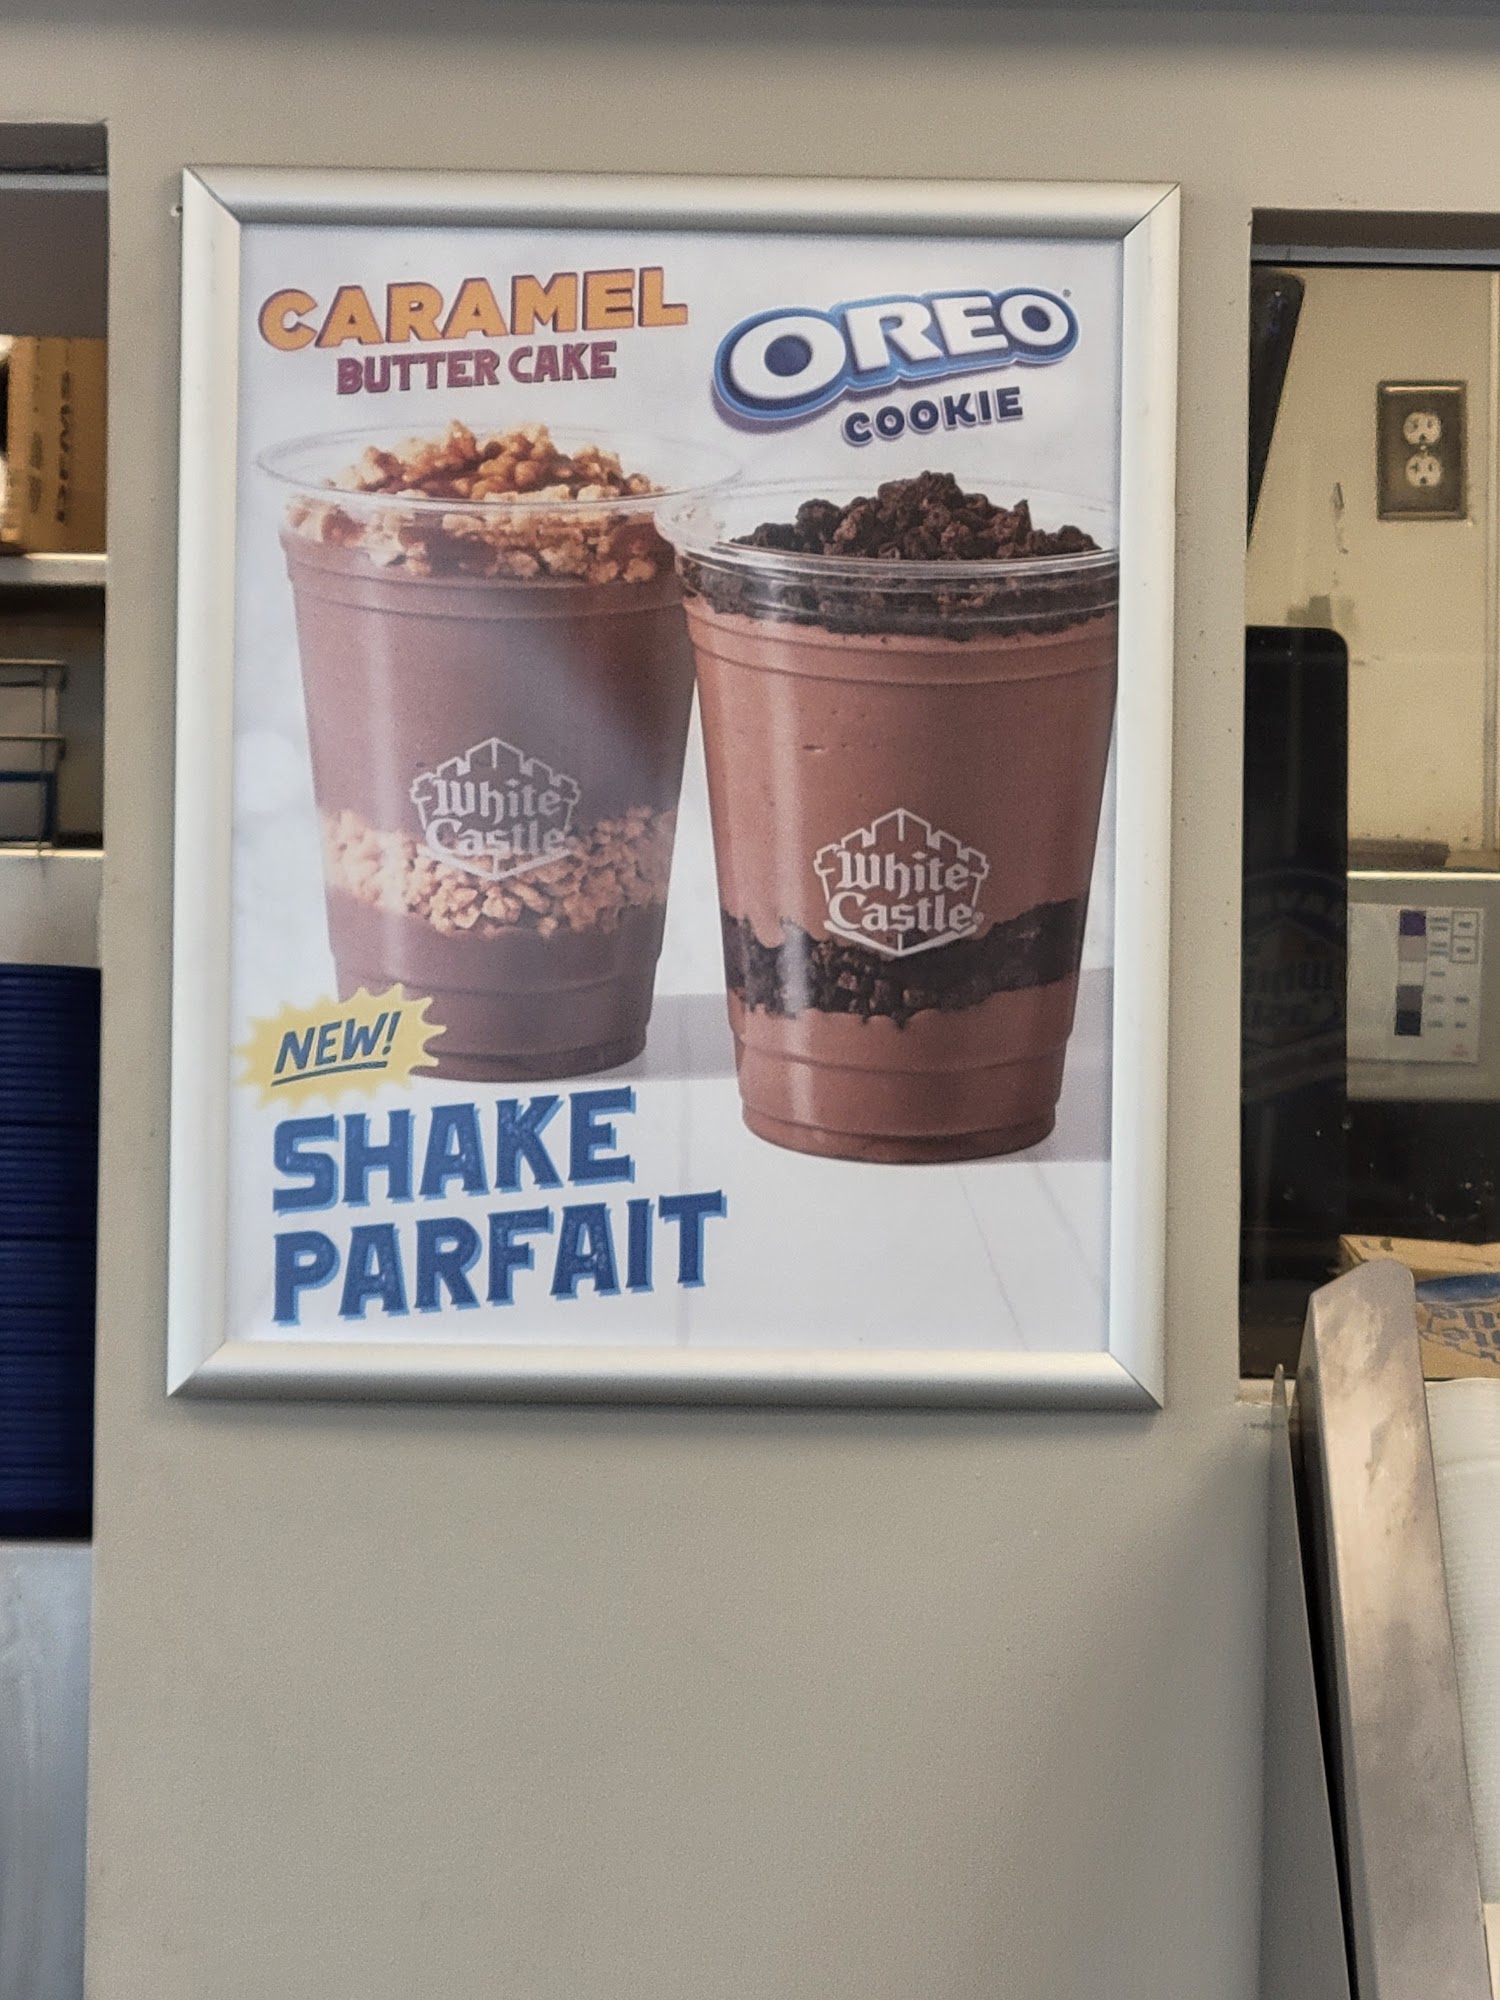 CARAMEL
BUTTER CAKE
OREO®
COOKIE
White
Castle
White
Castle®
NEW!
SHAKE
PARFAIT